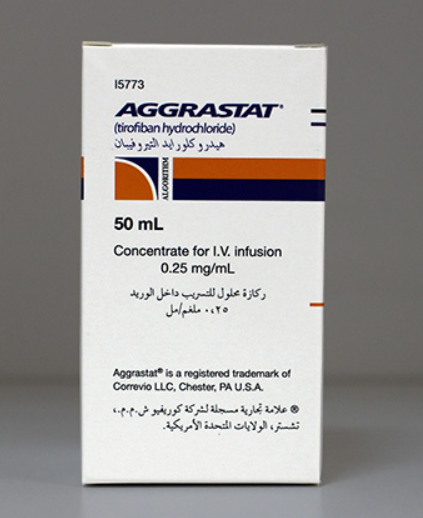 I5773
AGGRASTAT®
(tirofiban hydrochloride)
هيدروكلورايد التيروفيبان
ALGORITHM
50 mL
Concentrate for I.V. infusion
0.25 mg/mL
ركازة محلول للتسريب داخل الوريد
٠،٢٥ ملغم/مل
Aggrastat® is a registered trademark of
Correvio LLC, Chester, PA U.S.A.
® علامة تجارية مسجلة لشركة كوريفيو ش.م.م.،
تشستر، الولايات المتحدة الأمريكية.